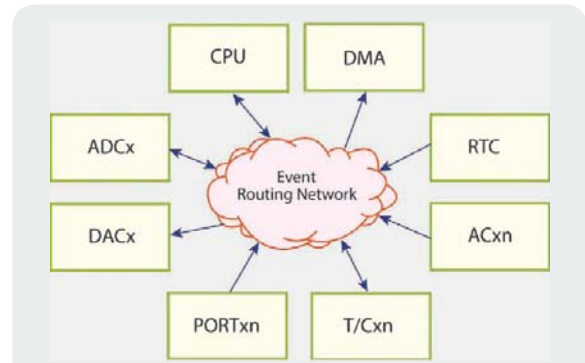 CPU
DMA
ADCx
RTC
Event
Routing Network
DACx
ACxn
PORTxn
T/Cxn